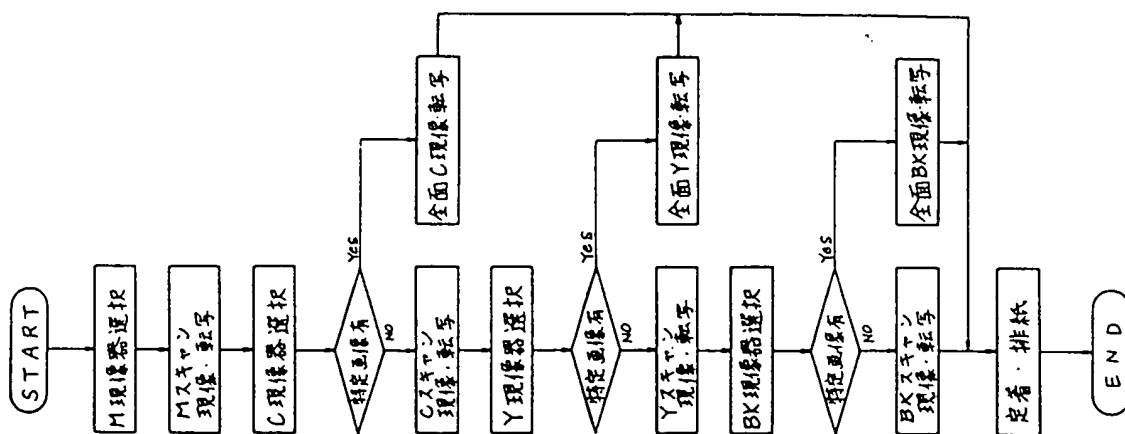 START
M現像器選択
Mスキャン
現像・転写
C現像器選択
特定画像有
Yes
NO
全面C現像・転写
Cスキャン
現像・転写
Y現像器選択
特定画像有
Yes
NO
全面Y現像・転写
Yスキャン
現像・転写
BK現像器選択
特定画像有
Yes
NO
全面BK現像・転写
BKスキャン
現像・転写
定着・排紙
END